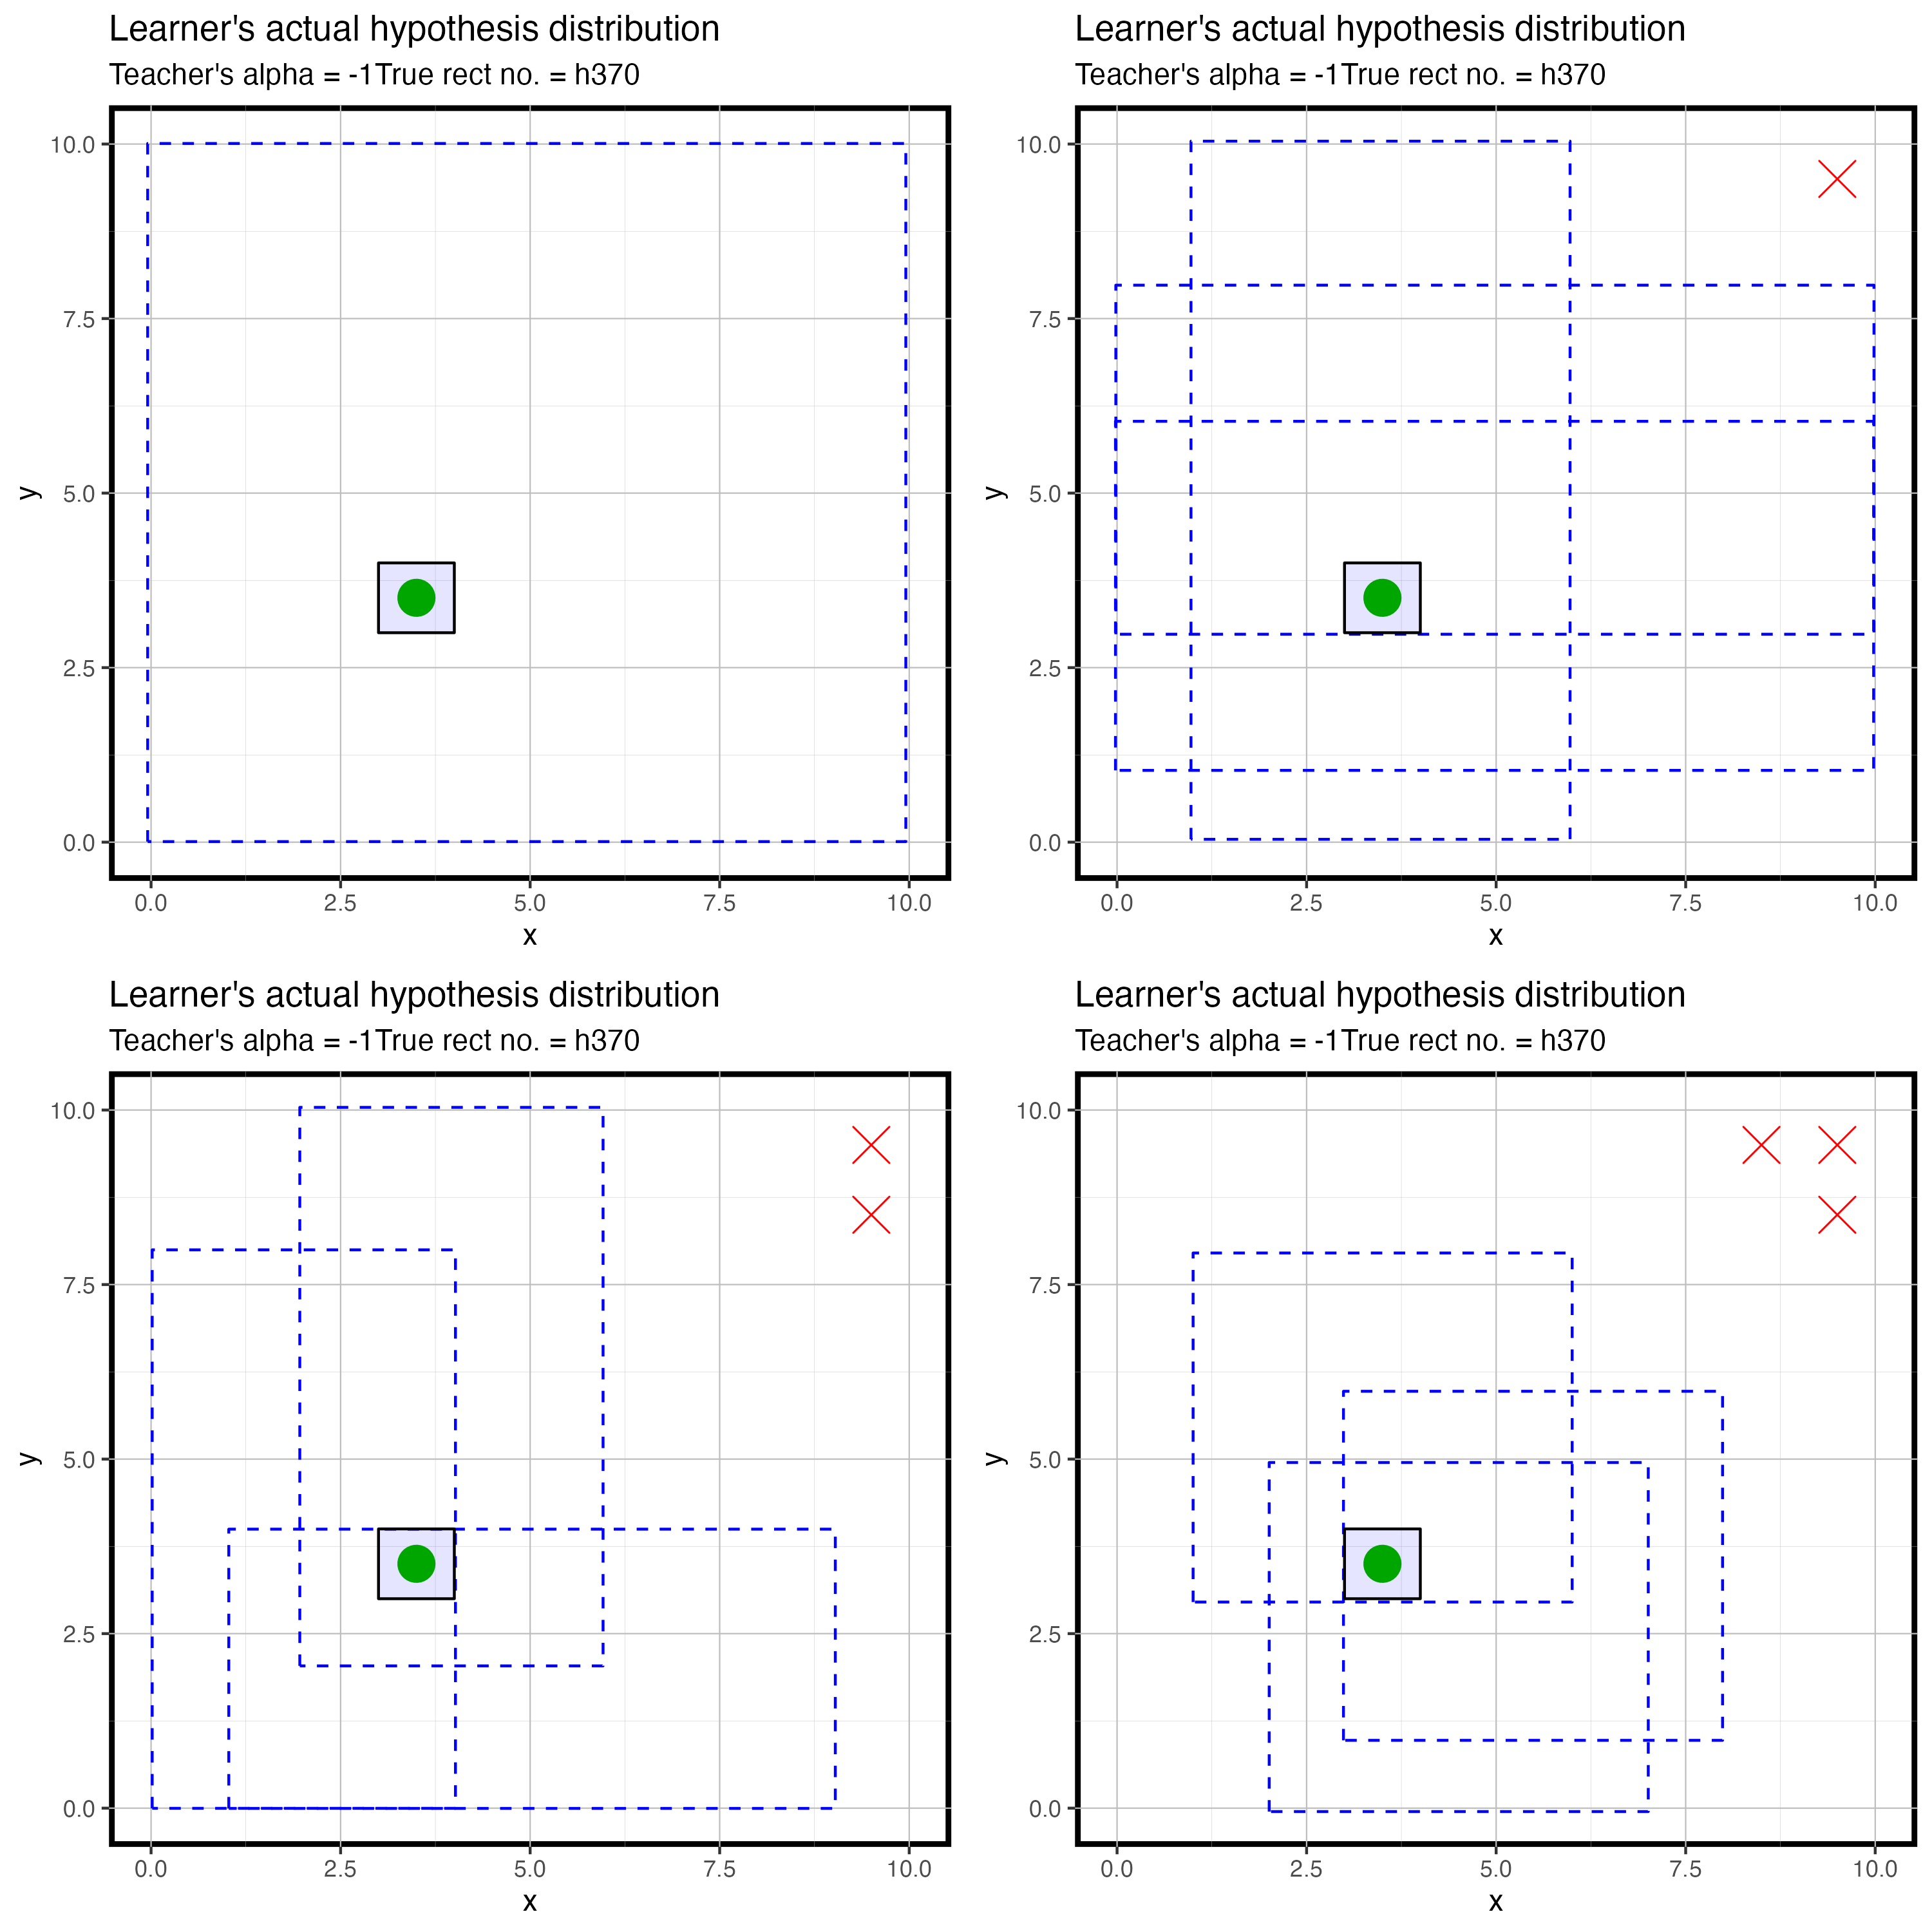 Learner's actual hypothesis distribution
Teacher's alpha = -1True rect no. = h370
10.0
7.5
5.0
2.5
0.0
y
0.0 2.5 5.0 7.5 10.0
x
Learner's actual hypothesis distribution
Teacher's alpha = -1True rect no. = h370
10.0
7.5
5.0
2.5
0.0
y
0.0 2.5 5.0 7.5 10.0
x
Learner's actual hypothesis distribution
Teacher's alpha = -1True rect no. = h370
10.0
7.5
5.0
2.5
0.0
y
0.0 2.5 5.0 7.5 10.0
x
Learner's actual hypothesis distribution
Teacher's alpha = -1True rect no. = h370
10.0
7.5
5.0
2.5
0.0
y
0.0 2.5 5.0 7.5 10.0
x